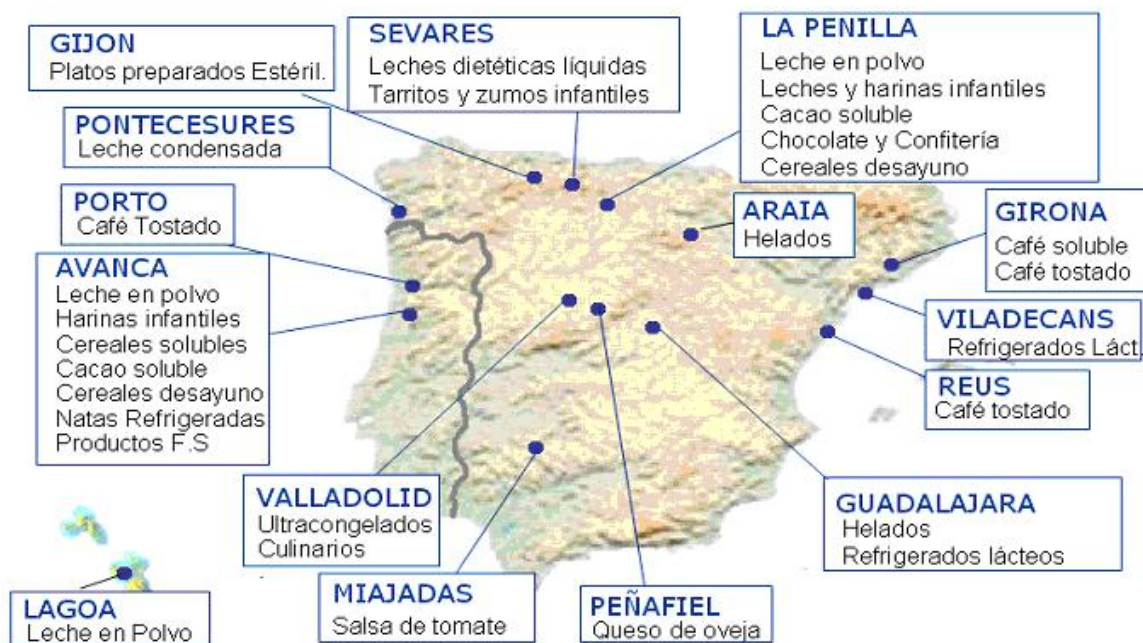 GIJON
Platos preparados Estéril.
SEVARES
Leches dietéticas líquidas
Tarritos y zumos infantiles
LA PENILLA
Leche en polvo
Leches y harinas infantiles
Cacao soluble
Chocolate y Confitería
Cereales desayuno
PONTECESURES
Leche condensada
PORTO
Café Tostado
ARAIA
Helados
GIRONA
Café soluble
Café tostado
AVANCA
Leche en polvo
Harinas infantiles
Cereales solubles
Cacao soluble
Cereales desayuno
Natas Refrigeradas
Productos F.S
VILADECANS
Refrigerados Láct.
REUS
Café tostado
VALLADOLID
Ultracongelados
Culinarios
GUADALAJARA
Helados
Refrigerados lácteos
LAGOA
Leche en Polvo
MIAJADAS
Salsa de tomate
PEÑAFIEL
Queso de oveja